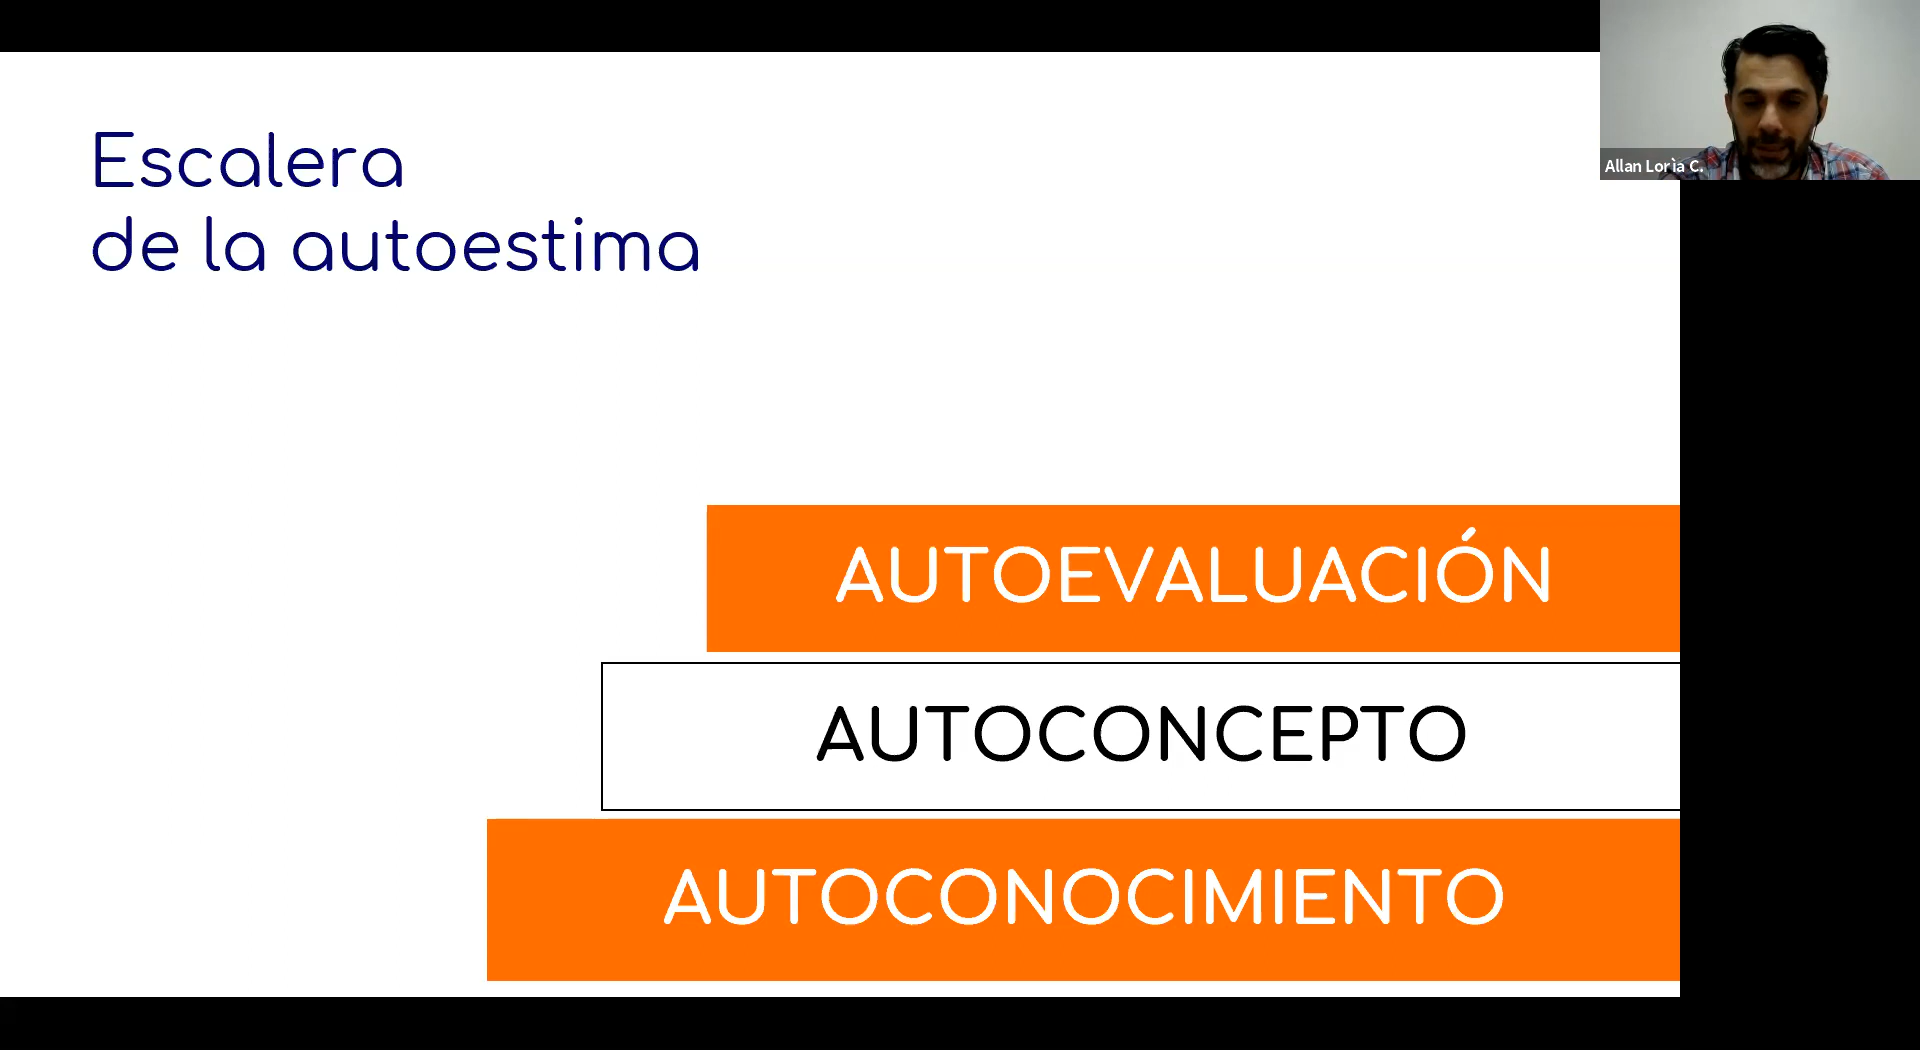 Escalera
de la autoestima
Allan Lorìa C.
AUTOEVALUACIÓN
AUTOCONCEPTO
AUTOCONOCIMIENTO